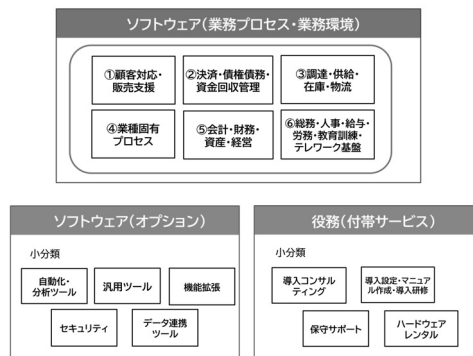 ソフトウェア(業務プロセス・業務環境)
①顧客対応・
販売支援
②決済・債権債務・
資金回収管理
③調達・供給・
在庫・物流
④業種固有
プロセス
⑤会計・財務・
資産・経営
⑥総務・人事・給与・
労務・教育訓練・
テレワーク基盤
ソフトウェア(オプション)
小分類
自動化・
分析ツール
汎用ツール
機能拡張
セキュリティ
データ連携
ツール
役務(付帯サービス)
小分類
導入コンサル
ティング
導入設定・マニュア
ル作成・導入研修
保守サポート
ハードウェア
レンタル